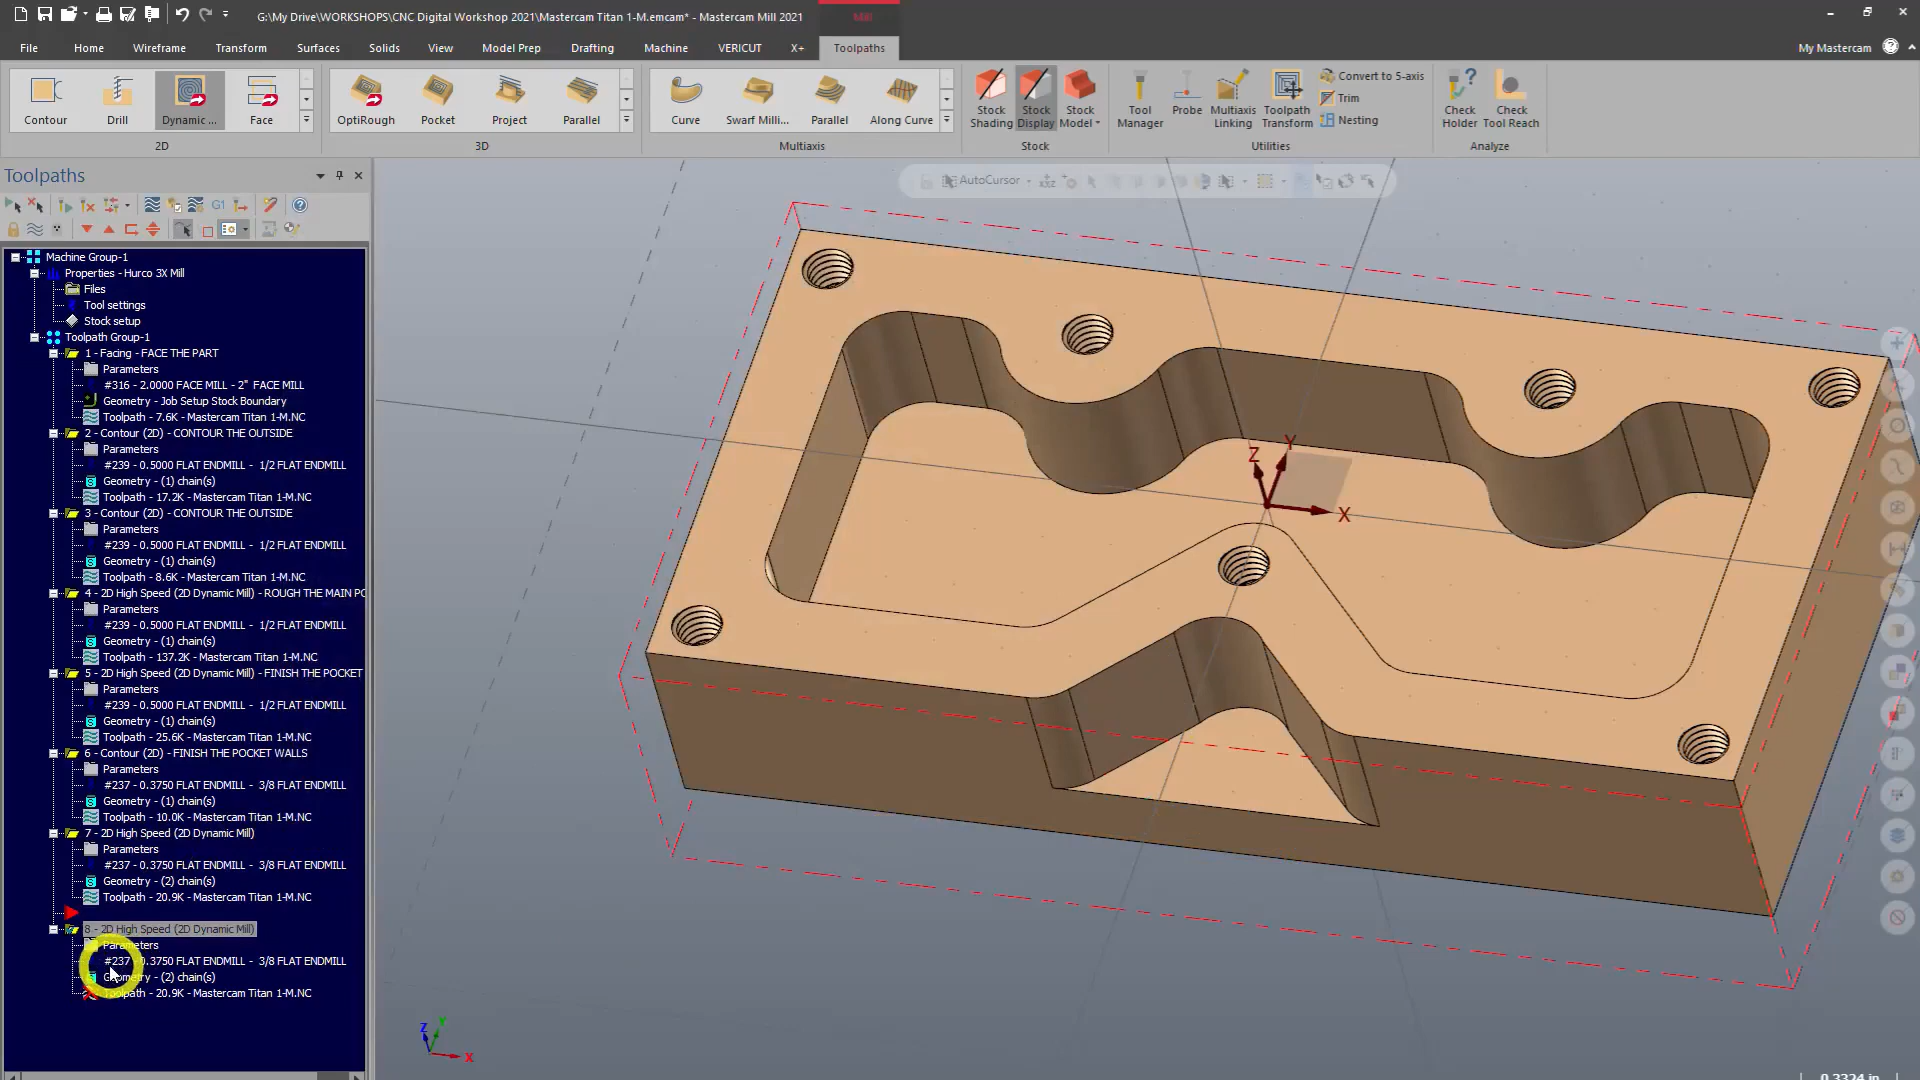 G:\My Drive\WORKSHOPS\CNC Digital Workshop 2021\Mastercam Titan 1-M.emcam* - Mastercam Mill 2021
Mill
File Home Wireframe Transform Surfaces Solids View Model Prep Drafting Machine VERICUT X+ Toolpaths My Mastercam
Contour Drill Dynamic ... Face OptiRough Pocket Project Parallel Curve Swarf Milli... Parallel Along Curve
Stock Shading
Stock Display
Stock Model
Tool Manager
Probe
Multiaxis Linking
Toolpath Transform
Convert to 5-axis
Trim
Nesting
Check Holder
Check Tool Reach
2D 3D Multiaxis Stock Utilities Analyze
Toolpaths
AutoCursor
G1
Machine Group-1
Properties - Hurco 3X Mill
Files
Tool settings
Stock setup
Toolpath Group-1
1 - Facing - FACE THE PART
Parameters
#316 - 2.0000 FACE MILL - 2" FACE MILL
Geometry - Job Setup Stock Boundary
Toolpath - 7.6K - Mastercam Titan 1-M.NC
2 - Contour (2D) - CONTOUR THE OUTSIDE
Parameters
#239 - 0.5000 FLAT ENDMILL - 1/2 FLAT ENDMILL
Geometry - (1) chain(s)
Toolpath - 17.2K - Mastercam Titan 1-M.NC
3 - Contour (2D) - CONTOUR THE OUTSIDE
Parameters
#239 - 0.5000 FLAT ENDMILL - 1/2 FLAT ENDMILL
Geometry - (1) chain(s)
Toolpath - 8.6K - Mastercam Titan 1-M.NC
4 - 2D High Speed (2D Dynamic Mill) - ROUGH THE MAIN PO
Parameters
#239 - 0.5000 FLAT ENDMILL - 1/2 FLAT ENDMILL
Geometry - (1) chain(s)
Toolpath - 137.2K - Mastercam Titan 1-M.NC
5 - 2D High Speed (2D Dynamic Mill) - FINISH THE POCKET
Parameters
#239 - 0.5000 FLAT ENDMILL - 1/2 FLAT ENDMILL
Geometry - (1) chain(s)
Toolpath - 25.6K - Mastercam Titan 1-M.NC
6 - Contour (2D) - FINISH THE POCKET WALLS
Parameters
#237 - 0.3750 FLAT ENDMILL - 3/8 FLAT ENDMILL
Geometry - (1) chain(s)
Toolpath - 10.0K - Mastercam Titan 1-M.NC
7 - 2D High Speed (2D Dynamic Mill)
Parameters
#237 - 0.3750 FLAT ENDMILL - 3/8 FLAT ENDMILL
Geometry - (2) chain(s)
Toolpath - 20.9K - Mastercam Titan 1-M.NC
8 - 2D High Speed (2D Dynamic Mill)
Parameters
#237 - 0.3750 FLAT ENDMILL - 3/8 FLAT ENDMILL
Geometry - (2) chain(s)
Toolpath - 20.9K - Mastercam Titan 1-M.NC
Y
Z
X
Z Y
X
0.3324 in